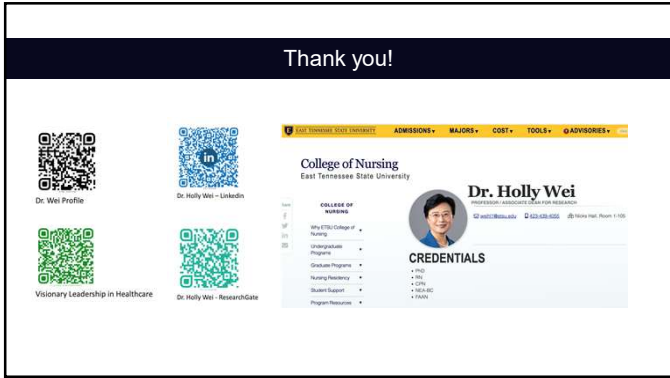 Thank you!
Dr. Wei Profile
in
Dr. Holly Wei – Linkedin
Visionary Leadership in Healthcare
Dr. Holly Wei - ResearchGate
EAST TENNESSEE STATE UNIVERSITY ADMISSIONS MAJORS COST TOOLS ADVISORIES
College of Nursing
East Tennessee State University
COLLEGE OF
NURSING
Why ETSU College of
Nursing
Undergraduate
Programs
Graduate Programs
Nursing Residency
Student Support
Program Resources
Dr. Holly Wei
PROFESSOR / ASSOCIATE DEAN FOR RESEARCH
Nicks Hall, Room 1-105
CREDENTIALS
• PhD
• RN
• CPN
• NEA-BC
• FAAN